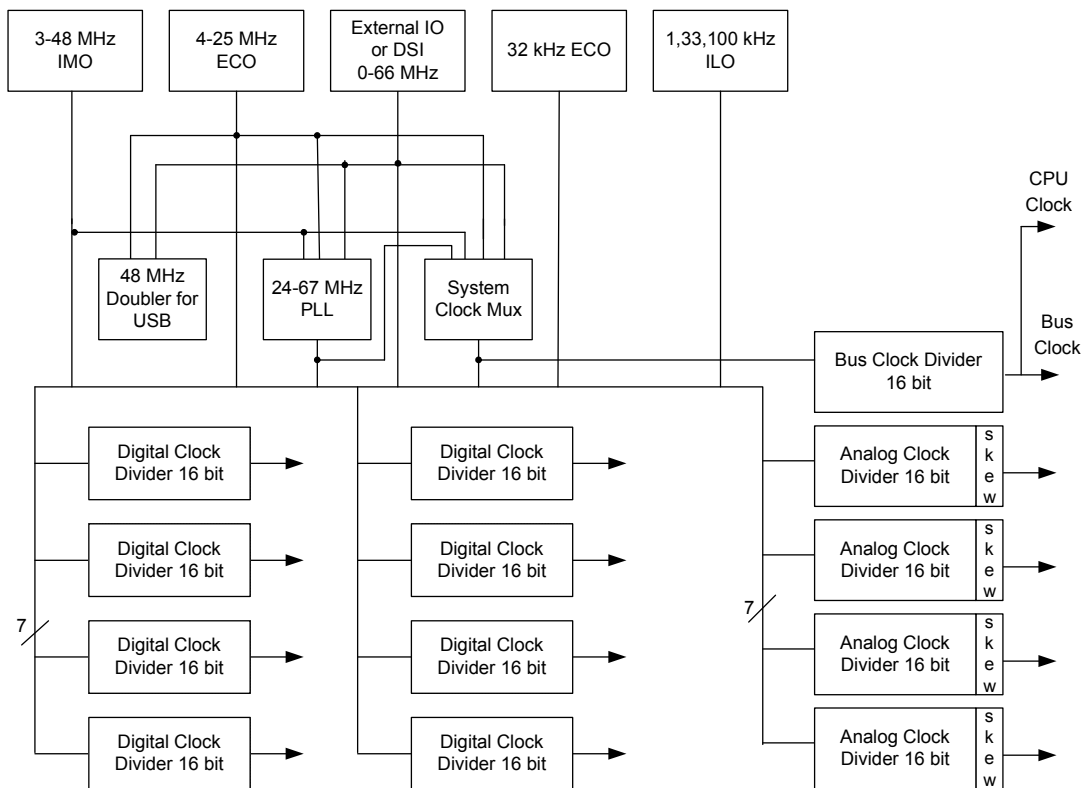 3-48 MHz
IMO
4-25 MHz
ECO
External IO
or DSI
0-66 MHz
32 kHz ECO
1,33,100 kHz
ILO
CPU
Clock
48 MHz
Doubler for
USB
24-67 MHz
PLL
System
Clock Mux
Bus
Clock
Bus Clock Divider
16 bit
Digital Clock
Divider 16 bit
Digital Clock
Divider 16 bit
Analog Clock
Divider 16 bit
s
k
e
w
Digital Clock
Divider 16 bit
Digital Clock
Divider 16 bit
Analog Clock
Divider 16 bit
s
k
e
w
7
7
Digital Clock
Divider 16 bit
Digital Clock
Divider 16 bit
Analog Clock
Divider 16 bit
s
k
e
w
Digital Clock
Divider 16 bit
Digital Clock
Divider 16 bit
Analog Clock
Divider 16 bit
s
k
e
w